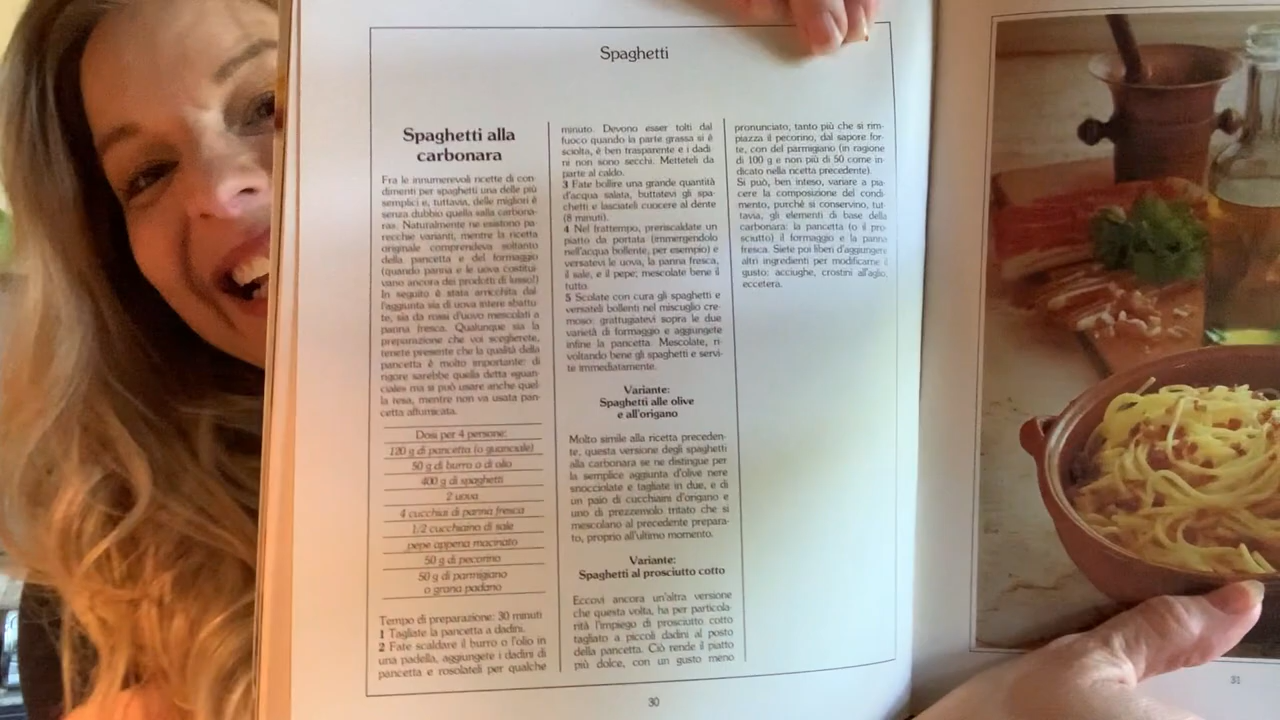 Spaghetti
Spaghetti alla
carbonara
Fra le innumerevoli ricette di con-
dimenti per spaghetti una delle più
semplici e, tuttavia, delle migliori è
senza dubbio quella «alla carbona-
ra». Naturalmente ne esistono pa-
recchie varianti, mentre la ricetta
originale comprendeva soltanto
della pancetta e del formaggio
(quando panna e le uova costitui-
vano ancora dei prodotti di lusso!)
In seguito è stata arricchita dal-
l'aggiunta sia di uova intere sbattu-
te, sia da rossi d'uovo mescolati a
panna fresca. Qualunque sia la
preparazione che voi sceglierete,
tenete presente che la qualità della
pancetta è molto importante: di
rigore sarebbe quella detta «guan-
ciale» ma si può usare anche quel-
la tesa, mentre non va usata pan-
cetta affumicata.
Dosi per 4 persone:
120 g di pancetta (o guanciale)
50 g di burro o di olio
400 g di spaghetti
2 uova
4 cucchiai di panna fresca
1/2 cucchiaino di sale
pepe appena macinato
50 g di pecorino
50 g di parmigiano
o grana padano
Tempo di preparazione: 30 minuti
1 Tagliate la pancetta a dadini.
2 Fate scaldare il burro o l'olio in
una padella, aggiungete i dadini di
pancetta e rosolateli per qualche
minuto. Devono esser tolti dal
fuoco quando la parte grassa si è
sciolta, è ben trasparente e i dadi-
ni non sono secchi. Metteteli da
parte al caldo.
3 Fate bollire una grande quantità
d'acqua salata, buttatevi gli spa-
ghetti e lasciateli cuocere al dente
(8 minuti).
4 Nel frattempo, preriscaldate un
piatto da portata (immergendolo
nell'acqua bollente, per esempio) e
versatevi le uova, la panna fresca,
il sale, e il pepe; mescolate bene il
tutto.
5 Scolate con cura gli spaghetti e
versateli bollenti nel miscuglio cre-
moso: grattugiatevi sopra le due
varietà di formaggio e aggiungete
infine la pancetta. Mescolate, ri-
voltando bene gli spaghetti e servi-
te immediatamente.
Variante:
Spaghetti alle olive
e all'origano
Molto simile alla ricetta preceden-
te, questa versione degli spaghetti
alla carbonara se ne distingue per
la semplice aggiunta d'olive nere
snocciolate e tagliate in due, e di
un paio di cucchiaini d'origano e
uno di prezzemolo tritato che si
mescolano al precedente prepara-
to, proprio all'ultimo momento.
Variante:
Spaghetti al prosciutto cotto
Eccovi ancora un'altra versione
che questa volta, ha per particola-
rità l'impiego di prosciutto cotto
tagliato a piccoli dadini al posto
della pancetta. Ciò rende il piatto
più dolce, con un gusto meno
pronunciato, tanto più che si rim-
piazza il pecorino, dal sapore for-
te, con del parmigiano (in ragione
di 100 g e non più di 50 come in-
dicato nella ricetta precedente).
Si può, ben inteso, variare a pia-
cere la composizione del condi-
mento, purché si conservino, tut-
tavia, gli elementi di base della
carbonara: la pancetta (o il pro-
sciutto) il formaggio e la panna
fresca. Siete poi liberi d'aggiungere
altri ingredienti per modificarne il
gusto: acciughe, crostini all'aglio,
eccetera.
30
31